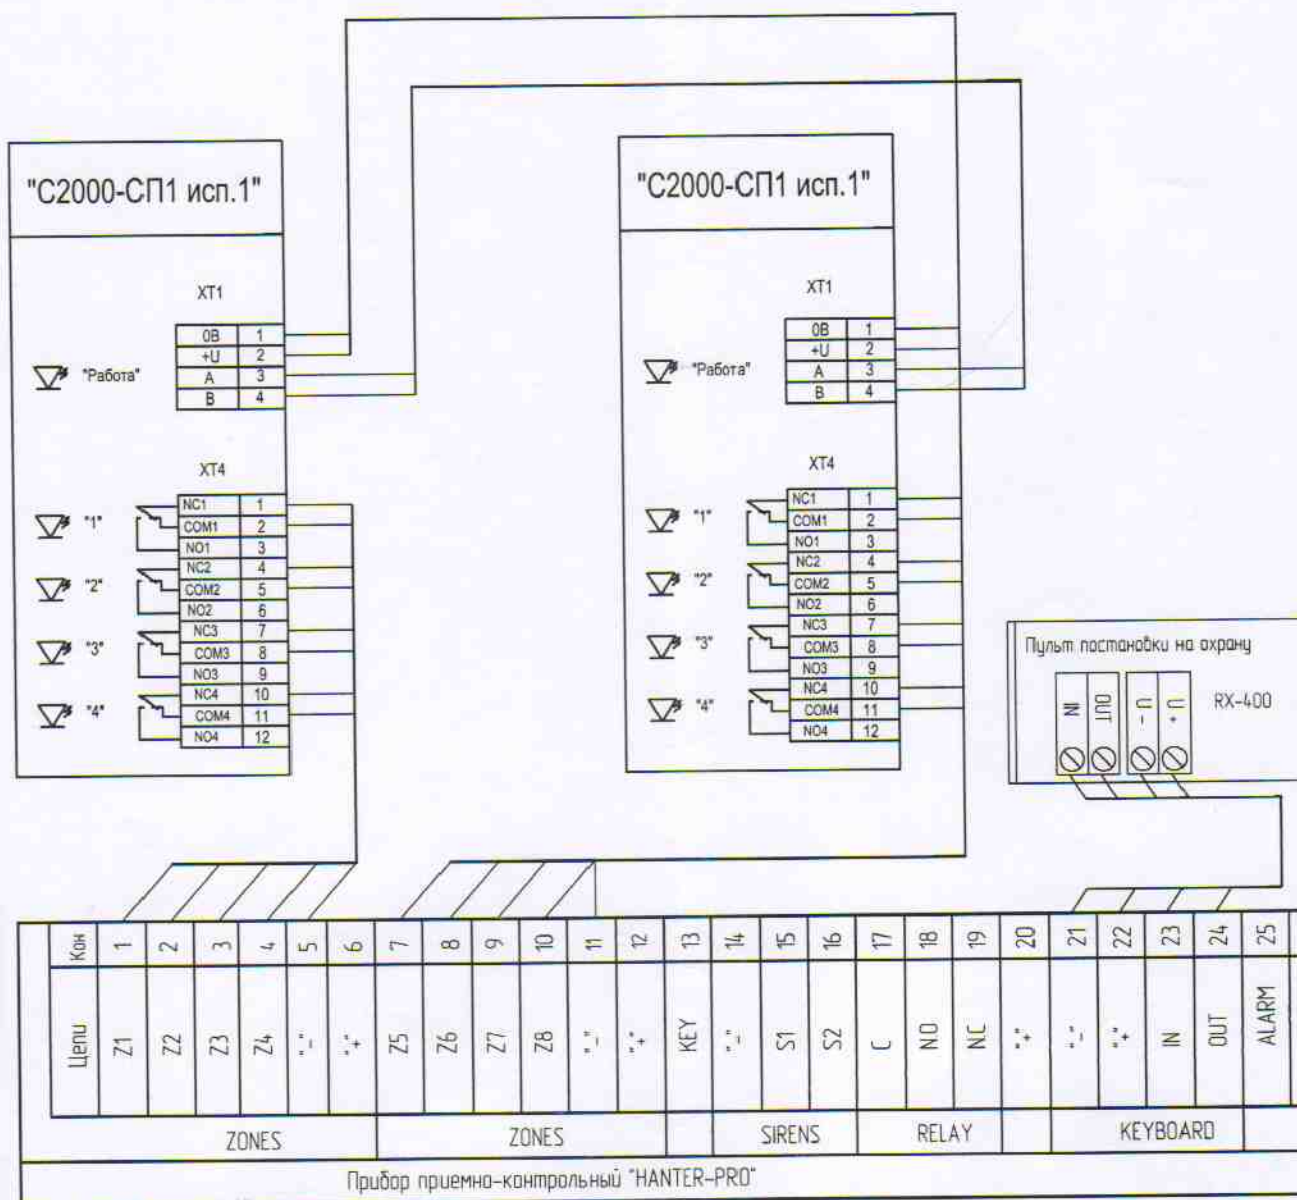 "С2000-СП1 исп.1"
XT1
0В 1
+U 2
A 3
B 4
"Работа"
XT4
NC1 1
COM1 2
NO1 3
NC2 4
COM2 5
NO2 6
NC3 7
COM3 8
NO3 9
NC4 10
COM4 11
NO4 12
"1"
"2"
"3"
"4"
"С2000-СП1 исп.1"
XT1
0В 1
+U 2
A 3
B 4
"Работа"
XT4
NC1 1
COM1 2
NO1 3
NC2 4
COM2 5
NO2 6
NC3 7
COM3 8
NO3 9
NC4 10
COM4 11
NO4 12
"1"
"2"
"3"
"4"
Пульт постановки на охрану
IN OUT - U + U
RX-400
Кон 1 2 3 4 5 6 7 8 9 10 11 12 13 14 15 16 17 18 19 20 21 22 23 24 25
Цепи Z1 Z2 Z3 Z4 "-" "+" Z5 Z6 Z7 Z8 "-" "+" KEY "-" S1 S2 C N.O N.C "+" "-" "+" IN OUT ALARM
ZONES ZONES SIRENS RELAY KEYBOARD
Прибор приемно-контрольный "HANTER-PRO"